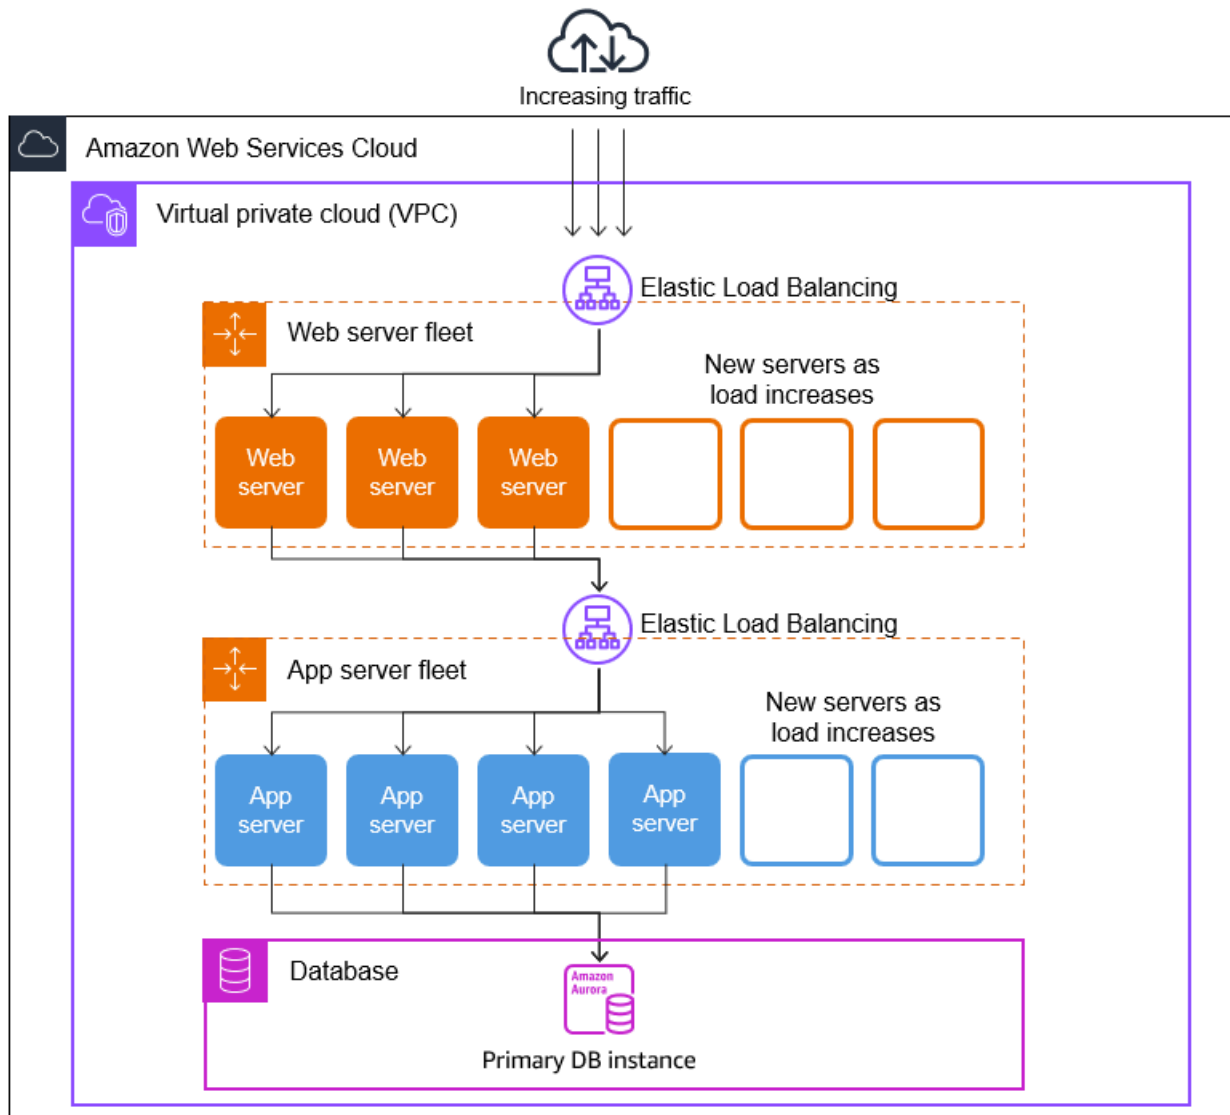 Increasing traffic
Amazon Web Services Cloud
Virtual private cloud (VPC)
Elastic Load Balancing
Web server fleet
New servers as
load increases
Web
server
Web
server
Web
server
Elastic Load Balancing
App server fleet
New servers as
load increases
App
server
App
server
App
server
App
server
Database
Amazon
Aurora
Primary DB instance